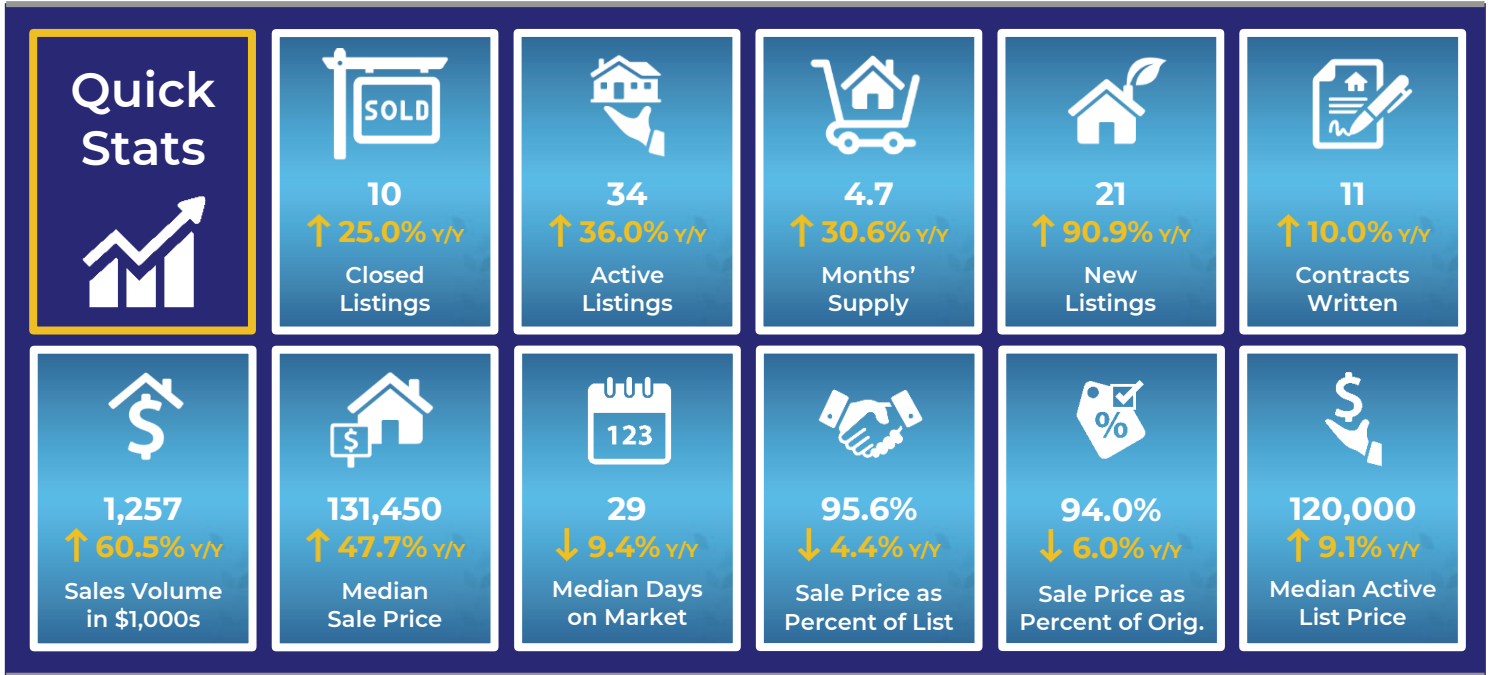 Quick
Stats
SOLD
10
↑ 25.0% Y/Y
Closed
Listings
34
↑ 36.0% Y/Y
Active
Listings
4.7
↑ 30.6% Y/Y
Months’
Supply
21
↑ 90.9% Y/Y
New
Listings
11
↑ 10.0% Y/Y
Contracts
Written
$
1,257
↑ 60.5% Y/Y
Sales Volume
in $1,000s
$
131,450
↑ 47.7% Y/Y
Median
Sale Price
123
29
↓ 9.4% Y/Y
Median Days
on Market
95.6%
↓ 4.4% Y/Y
Sale Price as
Percent of List
%
94.0%
↓ 6.0% Y/Y
Sale Price as
Percent of Orig.
$
120,000
↑ 9.1% Y/Y
Median Active
List Price